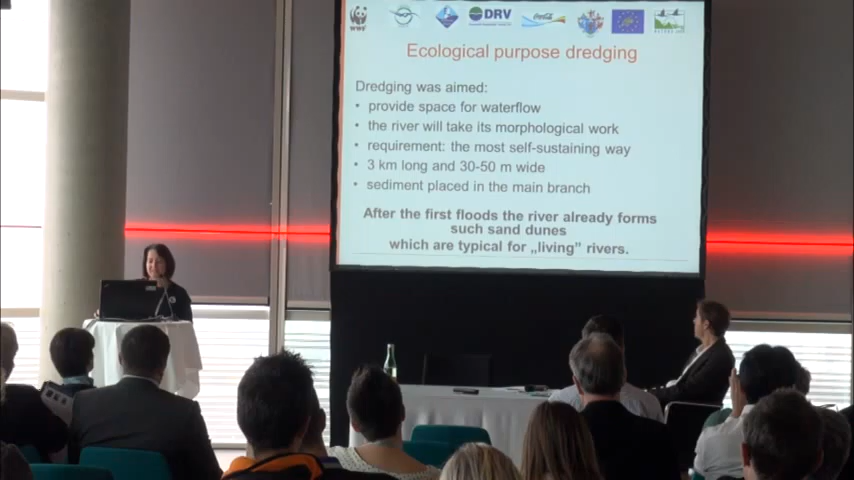 WWF
DRV
Coca-Cola
Ecological purpose dredging
Dredging was aimed:
• provide space for waterflow
• the river will take its morphological work
• requirement: the most self-sustaining way
• 3 km long and 30-50 m wide
• sediment placed in the main branch
After the first floods the river already forms
such sand dunes
which are typical for „living” rivers.